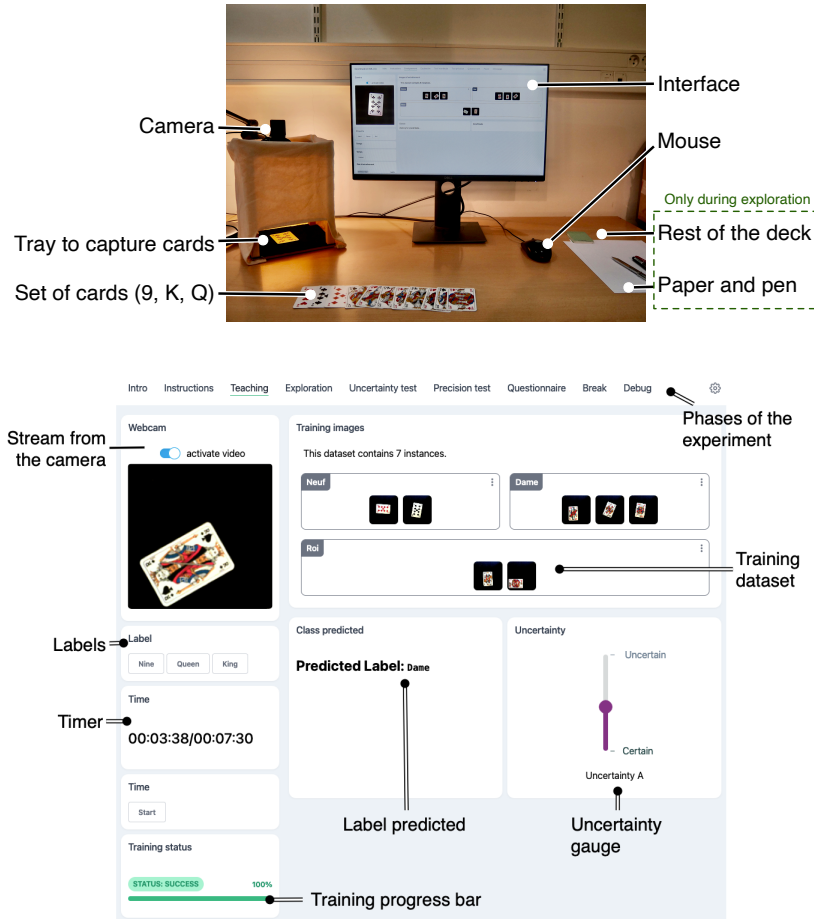 Interface
Camera
Mouse
Only during exploration
Tray to capture cards
Rest of the deck
Set of cards (9, K, Q)
Paper and pen
Intro Instructions Teaching Exploration Uncertainty test Precision test Questionnaire Break Debug
Phases of the
experiment
Stream from
the camera
Webcam
activate video
Training images
This dataset contains 7 instances.
Neuf
Dame
Roi
Training
dataset
Labels
Label
Nine Queen King
Class predicted
Predicted Label: Dame
Uncertainty
Uncertain
Certain
Uncertainty A
Timer
Time
00:03:38/00:07:30
Time
Start
Label predicted
Uncertainty
gauge
Training status
STATUS: SUCCESS 100%
Training progress bar